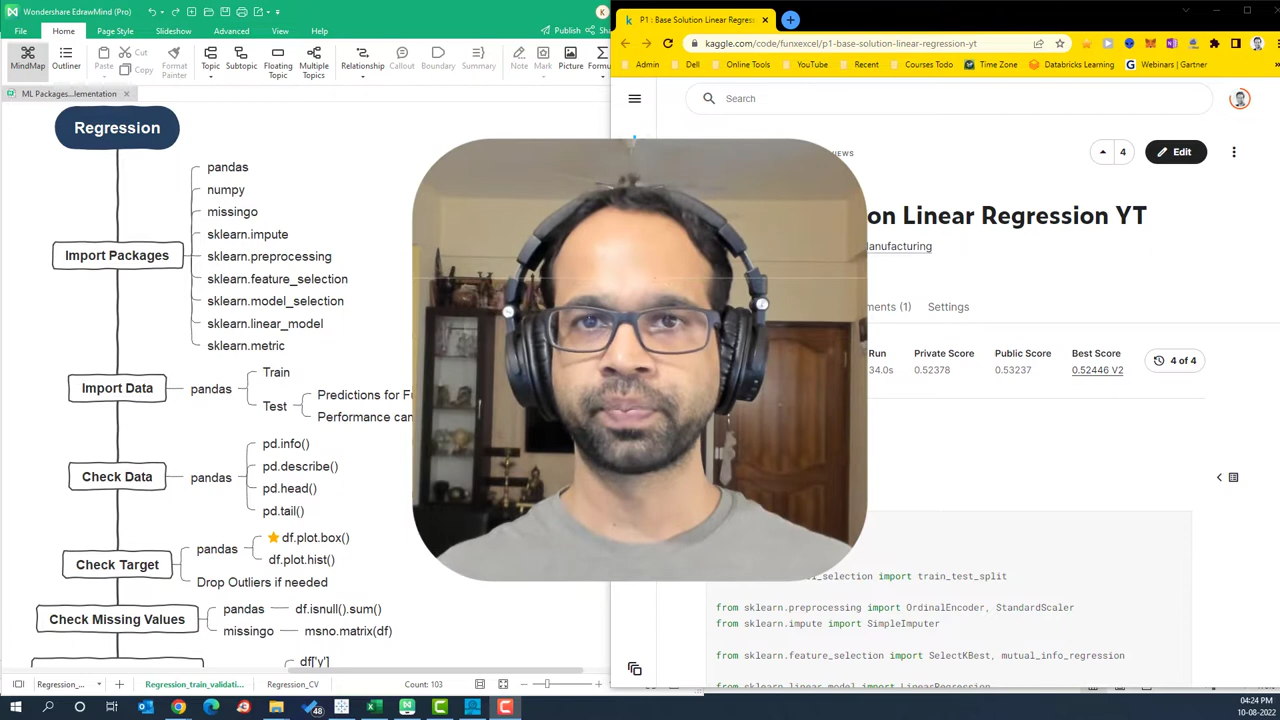 Wondershare EdrawMind (Pro)
K
File
Home
Page Style
Slideshow
Advanced
View
Help
Publish
Share
MindMap
Outliner
Paste
Cut
Copy
Format
Painter
Topic
Subtopic
Floating
Topic
Multiple
Topics
Relationship
Callout
Boundary
Summary
Note
Mark
Picture
ML Packages...lementation
Regression
Import Packages
pandas
numpy
missingo
sklearn.impute
sklearn.preprocessing
sklearn.feature_selection
sklearn.model_selection
sklearn.linear_model
sklearn.metric
Import Data
pandas
Train
Test
Predictions for
Performance
Check Data
pandas
pd.info()
pd.describe()
pd.head()
pd.tail()
Check Target
pandas
df.plot.box()
df.plot.hist()
Drop Outliers if needed
Check Missing Values
pandas
df.isnull().sum()
missingo
msno.matrix(df)
df['y']
Regression_...
Regression_train_validati...
Regression_CV
Count: 103
k
P1 : Base Solution Linear Regress
kaggle.com/code/funxexcel/p1-base-solution-linear-regression-yt
Admin
Dell
Online Tools
YouTube
Recent
Courses Todo
Time Zone
Databricks Learning
Webinars | Gartner
Search
4
Edit
on Linear Regression YT
Settings
Run
34.0s
Private Score
0.52378
Public Score
0.53237
Best Score
0.52446 V2
4 of 4
import train_test_split
from sklearn.preprocessing import OrdinalEncoder, StandardScaler
from sklearn.impute import SimpleImputer
from sklearn.feature_selection import SelectKBest, mutual_info_regression
from sklearn.linear_model import LinearRegression
48
04:24 PM
10-08-2022